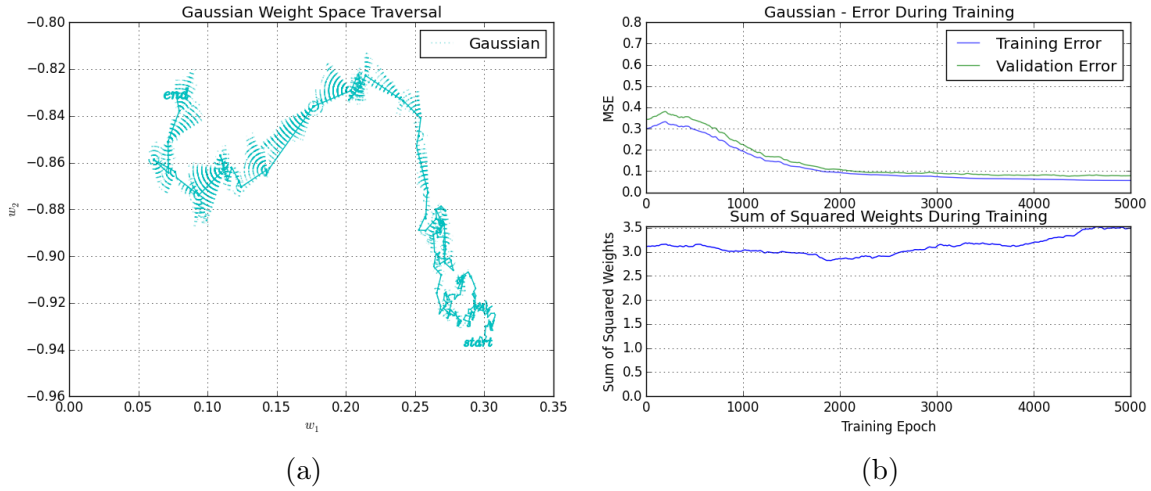 Gaussian Weight Space Traversal
−0.80
−0.82
−0.84
−0.86
−0.88
−0.90
−0.92
−0.94
−0.96
w2
Gaussian
end
start
0.00 0.05 0.10 0.15 0.20 0.25 0.30 0.35
w1
(a)
Gaussian - Error During Training
0.8
0.7
0.6
0.5
0.4
0.3
0.2
0.1
0.0
MSE
Training Error
Validation Error
0 1000 2000 3000 4000 5000
Sum of Squared Weights During Training
3.5
3.0
2.5
2.0
1.5
1.0
0.5
0.0
Sum of Squared Weights
0 1000 2000 3000 4000 5000
Training Epoch
(b)